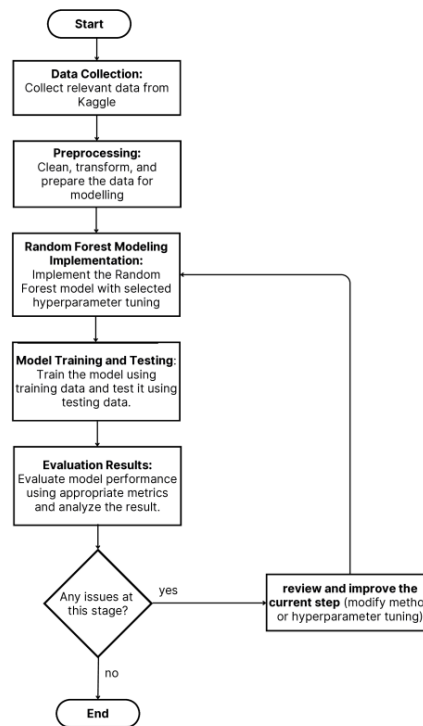 Start
Data Collection:
Collect relevant data from
Kaggle
Preprocessing:
Clean, transform, and
prepare the data for
modelling
Random Forest Modeling
Implementation:
Implement the Random
Forest model with selected
hyperparameter tuning
Model Training and Testing:
Train the model using
training data and test it using
testing data.
Evaluation Results:
Evaluate model performance
using appropriate metrics
and analyze the result.
Any issues at
this stage?
yes
review and improve the
current step (modify metho
or hyperparameter tuning)
no
End